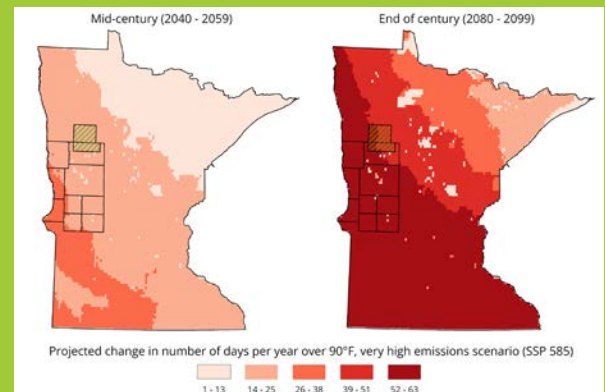 Mid-century (2040 - 2059)
End of century (2080 - 2099)
Projected change in number of days per year over 90°F, very high emissions scenario (SSP 585)
1 - 13
14 - 25
26 - 38
39 - 51
52 - 63